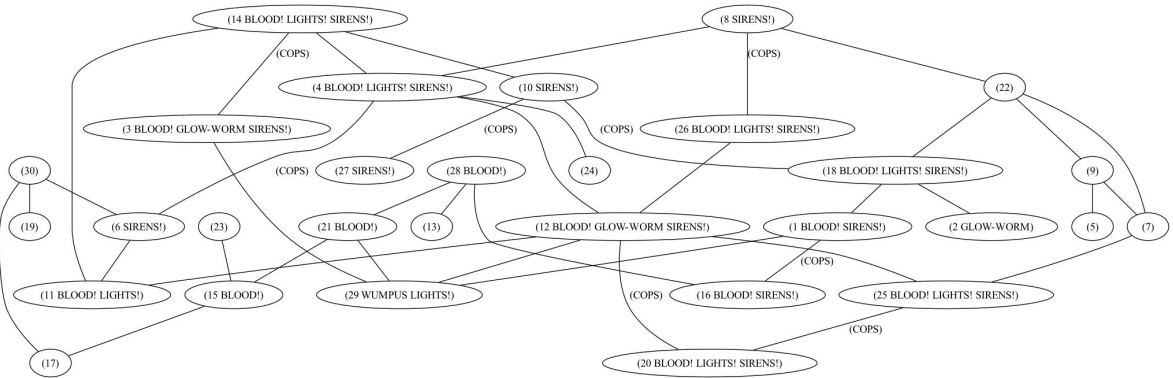 (14 BLOOD! LIGHTS! SIRENS!)
(8 SIRENS!)
(COPS)
(COPS)
(4 BLOOD! LIGHTS! SIRENS!)
(10 SIRENS!)
(22)
(3 BLOOD! GLOW-WORM SIRENS!)
(COPS)
(COPS)
(26 BLOOD! LIGHTS! SIRENS!)
(30)
(COPS)
(27 SIRENS!)
(28 BLOOD!)
(24)
(18 BLOOD! LIGHTS! SIRENS!)
(9)
(19)
(6 SIRENS!)
(23)
(21 BLOOD!)
(13)
(12 BLOOD! GLOW-WORM SIRENS!)
(1 BLOOD! SIRENS!)
(2 GLOW-WORM)
(5)
(7)
(COPS)
(11 BLOOD! LIGHTS!)
(15 BLOOD!)
(29 WUMPUS LIGHTS!)
(COPS)
(16 BLOOD! SIRENS!)
(25 BLOOD! LIGHTS! SIRENS!)
(COPS)
(17)
(20 BLOOD! LIGHTS! SIRENS!)